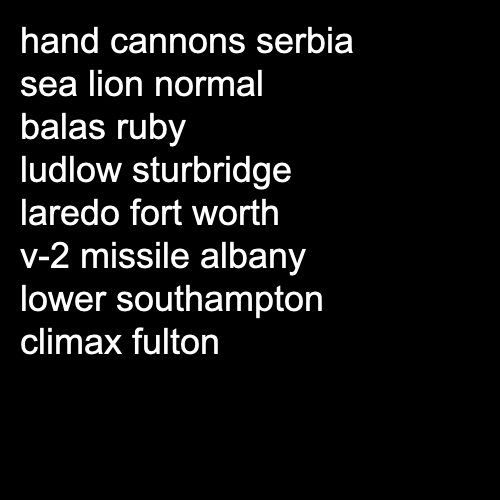 hand cannons serbia
sea lion normal
balas ruby
ludlow sturbridge
laredo fort worth
v-2 missile albany
lower southampton
climax fulton